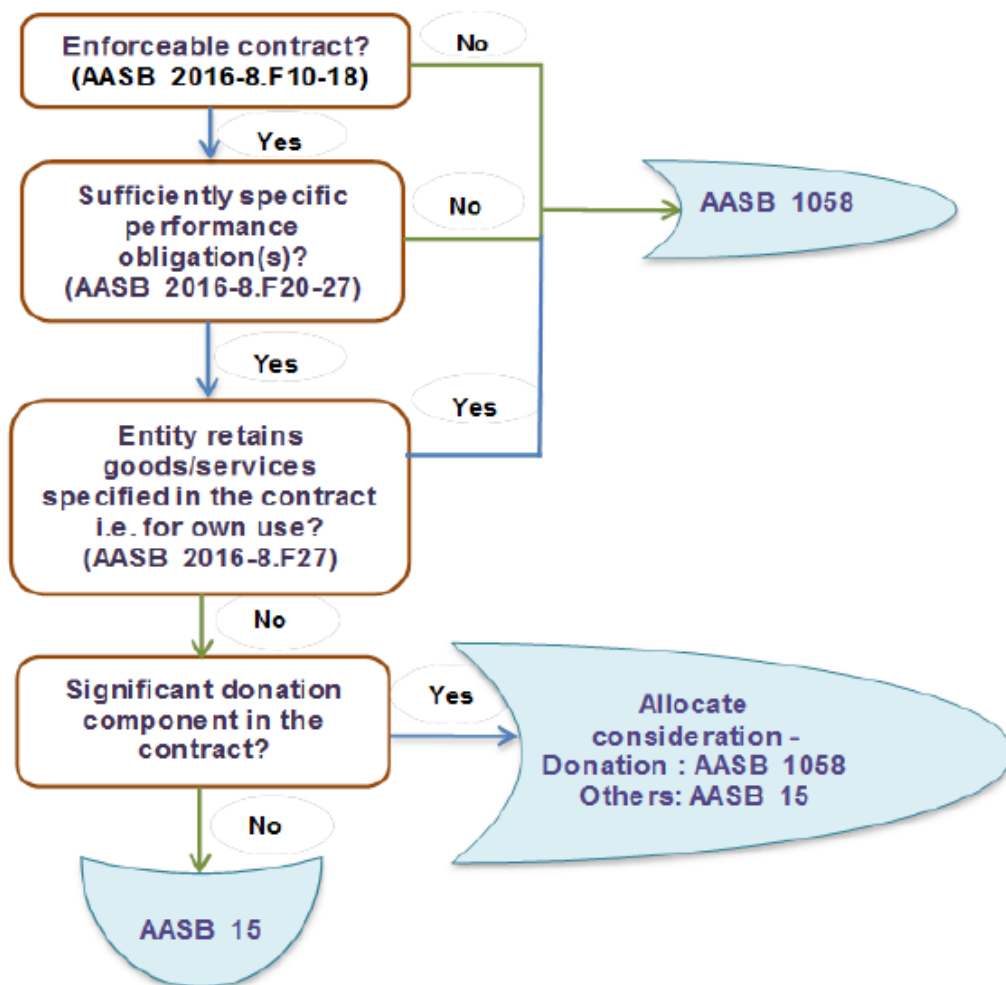 Enforceable contract?
(AASB 2016-8.F10-18)
No
Yes
Sufficiently specific
performance
obligation(s)?
(AASB 2016-8.F20-27)
No
AASB 1058
Yes
Entity retains
goods/services
specified in the contract
i.e. for own use?
(AASB 2016-8.F27)
Yes
No
Significant donation
component in the
contract?
Yes
Allocate
consideration -
Donation : AASB 1058
Others: AASB 15
No
AASB 15